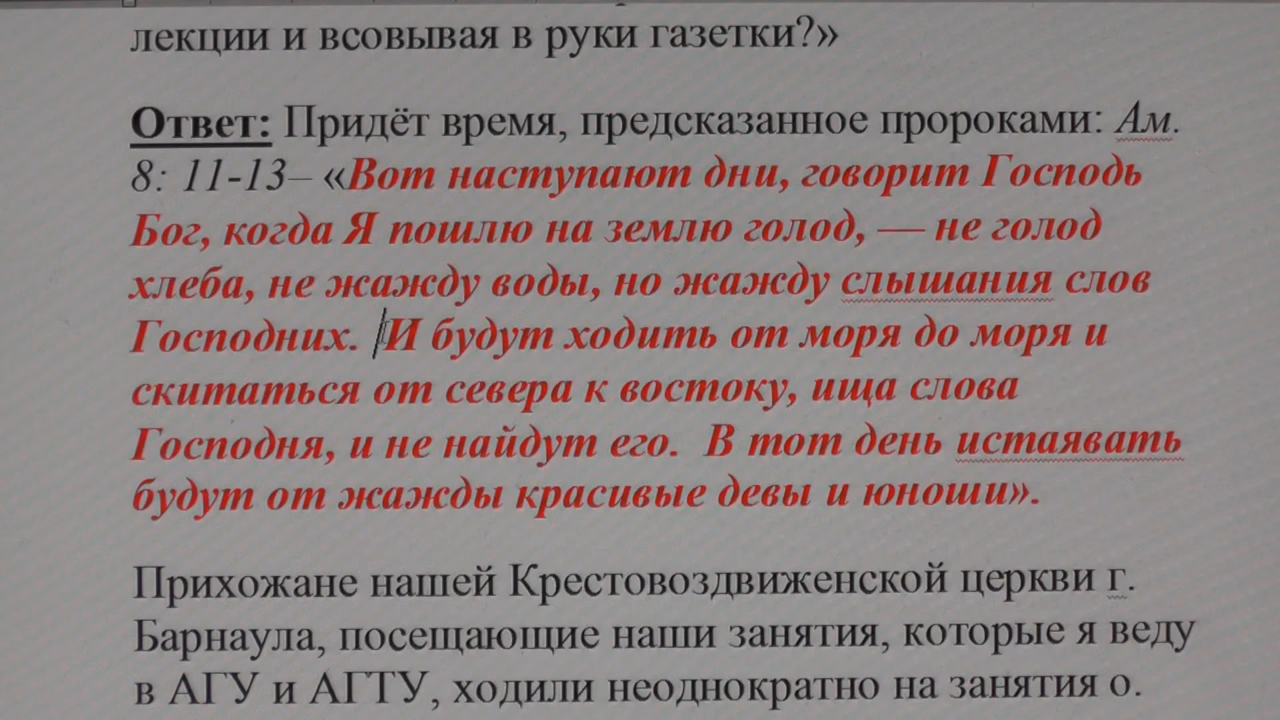 лекции и всовывая в руки газетки?»
Ответ: Придёт время, предсказанное пророками: Ам.
8: 11-13– «Вот наступают дни, говорит Господь
Бог, когда Я пошлю на землю голод, — не голод
хлеба, не жажду воды, но жажду слышания слов
Господних. И будут ходить от моря до моря и
скитаться от севера к востоку, ища слова
Господня, и не найдут его. В тот день истаявать
будут от жажды красивые девы и юноши».
Прихожане нашей Крестовоздвиженской церкви г.
Барнаула, посещающие наши занятия, которые я веду
в АГУ и АГТУ, ходили неоднократно на занятия о.